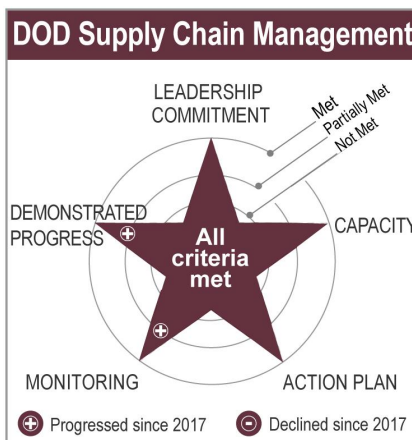 DOD Supply Chain Management
LEADERSHIP
COMMITMENT
Met
Partially Met
Not Met
DEMONSTRATED
PROGRESS
All
criteria
met
CAPACITY
MONITORING
ACTION PLAN
Progressed since 2017
Declined since 2017